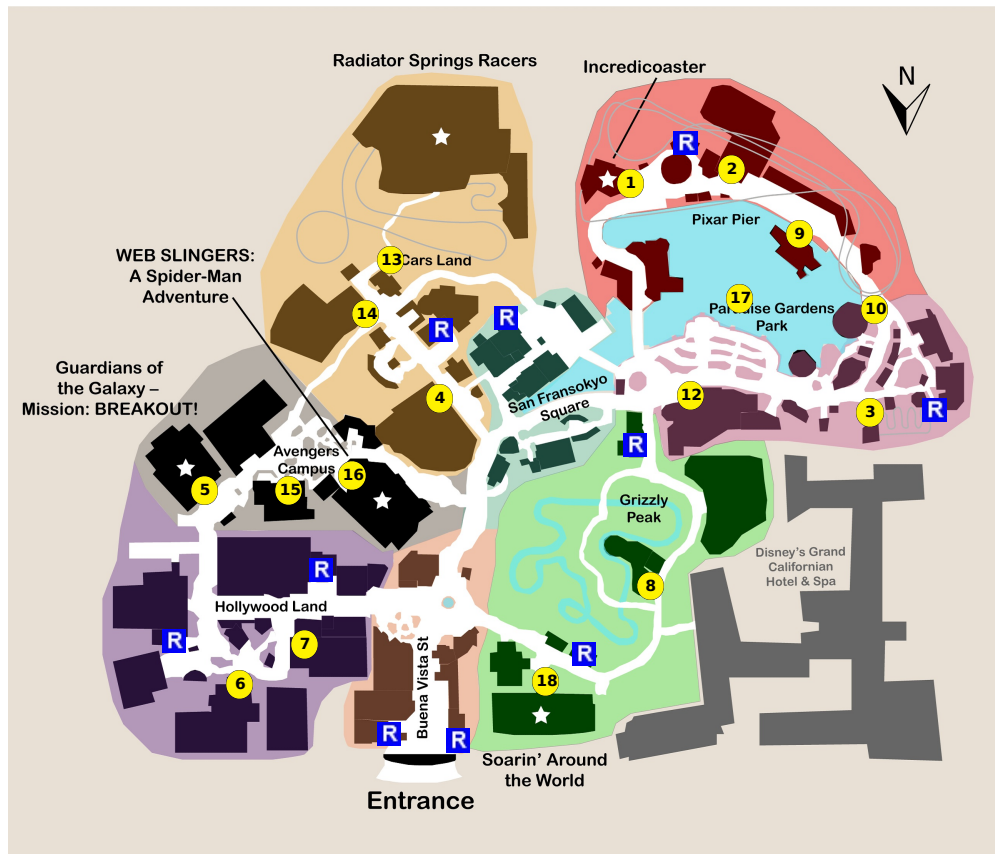 Radiator Springs Racers
Incredicoaster
N
R
1
2
Pixar Pier
9
WEB SLINGERS:
A Spider-Man
Adventure
13
Cars Land
17
Paradise Gardens
Park
10
14
R
R
Guardians of
the Galaxy –
Mission: BREAKOUT!
4
San Fransokyo
Square
12
3
R
R
Avengers
Campus
16
5
15
Grizzly
Peak
Disney's Grand
Californian
Hotel & Spa
R
8
Hollywood Land
R
7
Buena Vista St
R
6
18
R
R
Soarin' Around
the World
Entrance